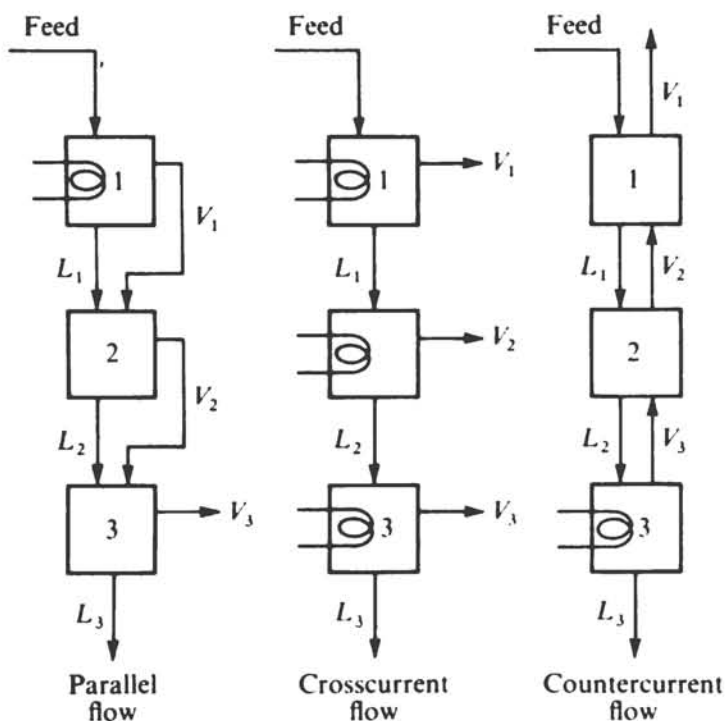 Feed
1
V₁
L₁
2
V₂
L₂
3
V₃
L₃
Parallel
flow
Feed
1
V₁
L₁
V₂
L₂
3
V₃
L₃
Crosscurrent
flow
Feed
V₁
1
L₁
V₂
2
L₂
V₃
3
L₃
Countercurrent
flow